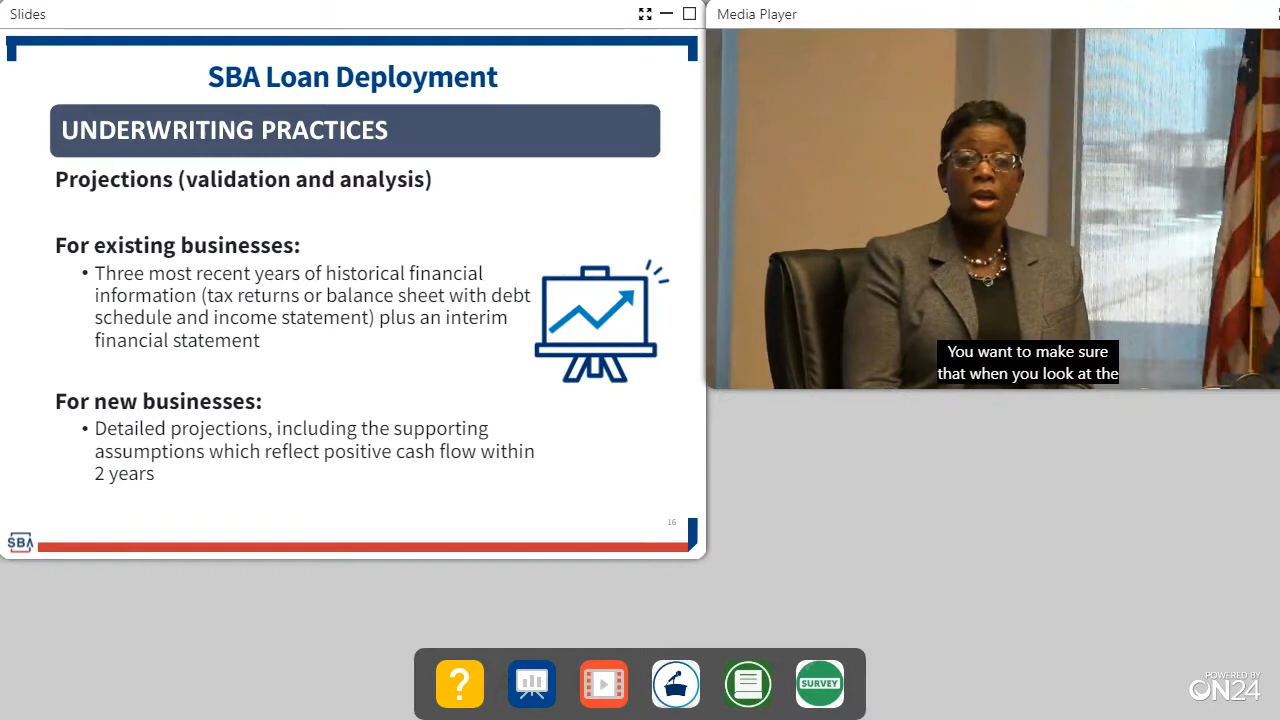 Slides
Media Player
SBA Loan Deployment
UNDERWRITING PRACTICES
Projections (validation and analysis)
For existing businesses:
• Three most recent years of historical financial
information (tax returns or balance sheet with debt
schedule and income statement) plus an interim
financial statement
For new businesses:
• Detailed projections, including the supporting
assumptions which reflect positive cash flow within
2 years
16
SBA
You want to make sure
that when you look at the
?
SURVEY
POWERED BY
ON24